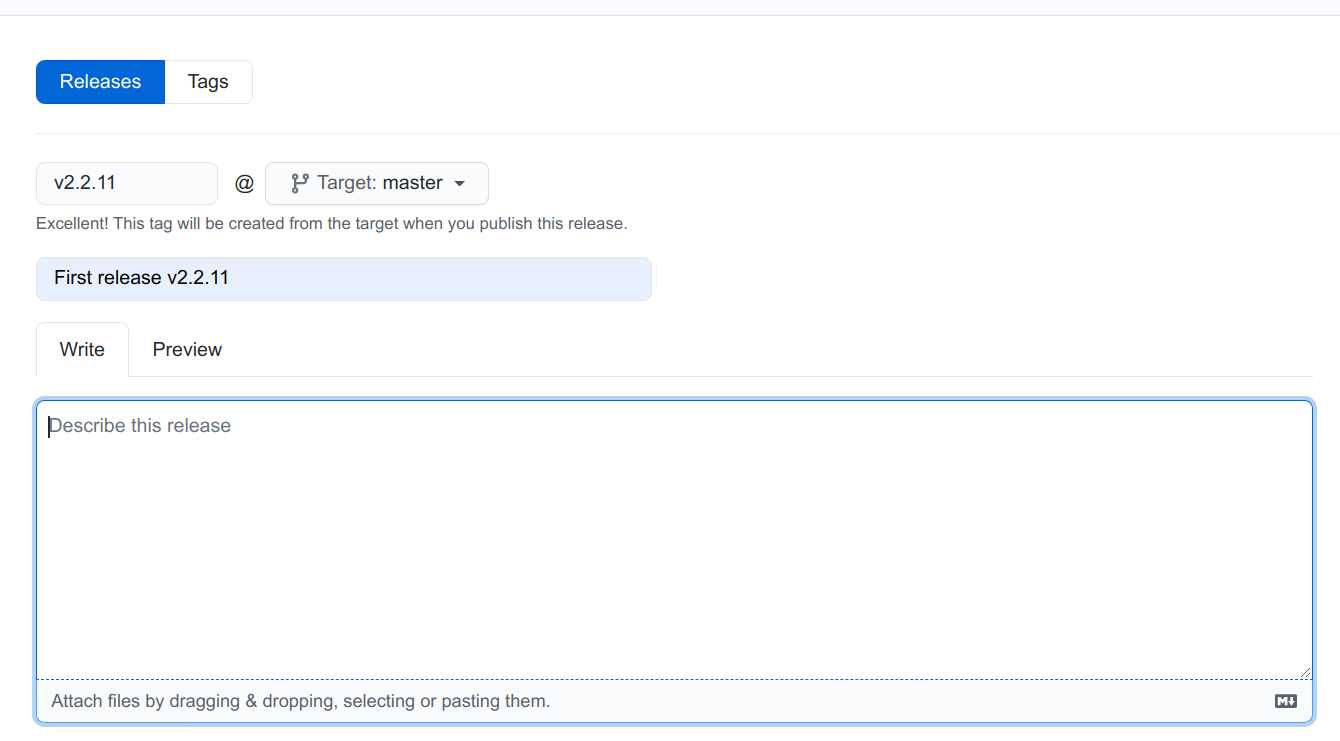 Releases Tags
v2.2.11 @ Target: master
Excellent! This tag will be created from the target when you publish this release.
First release v2.2.11
Write Preview
Describe this release
Attach files by dragging & dropping, selecting or pasting them.
M